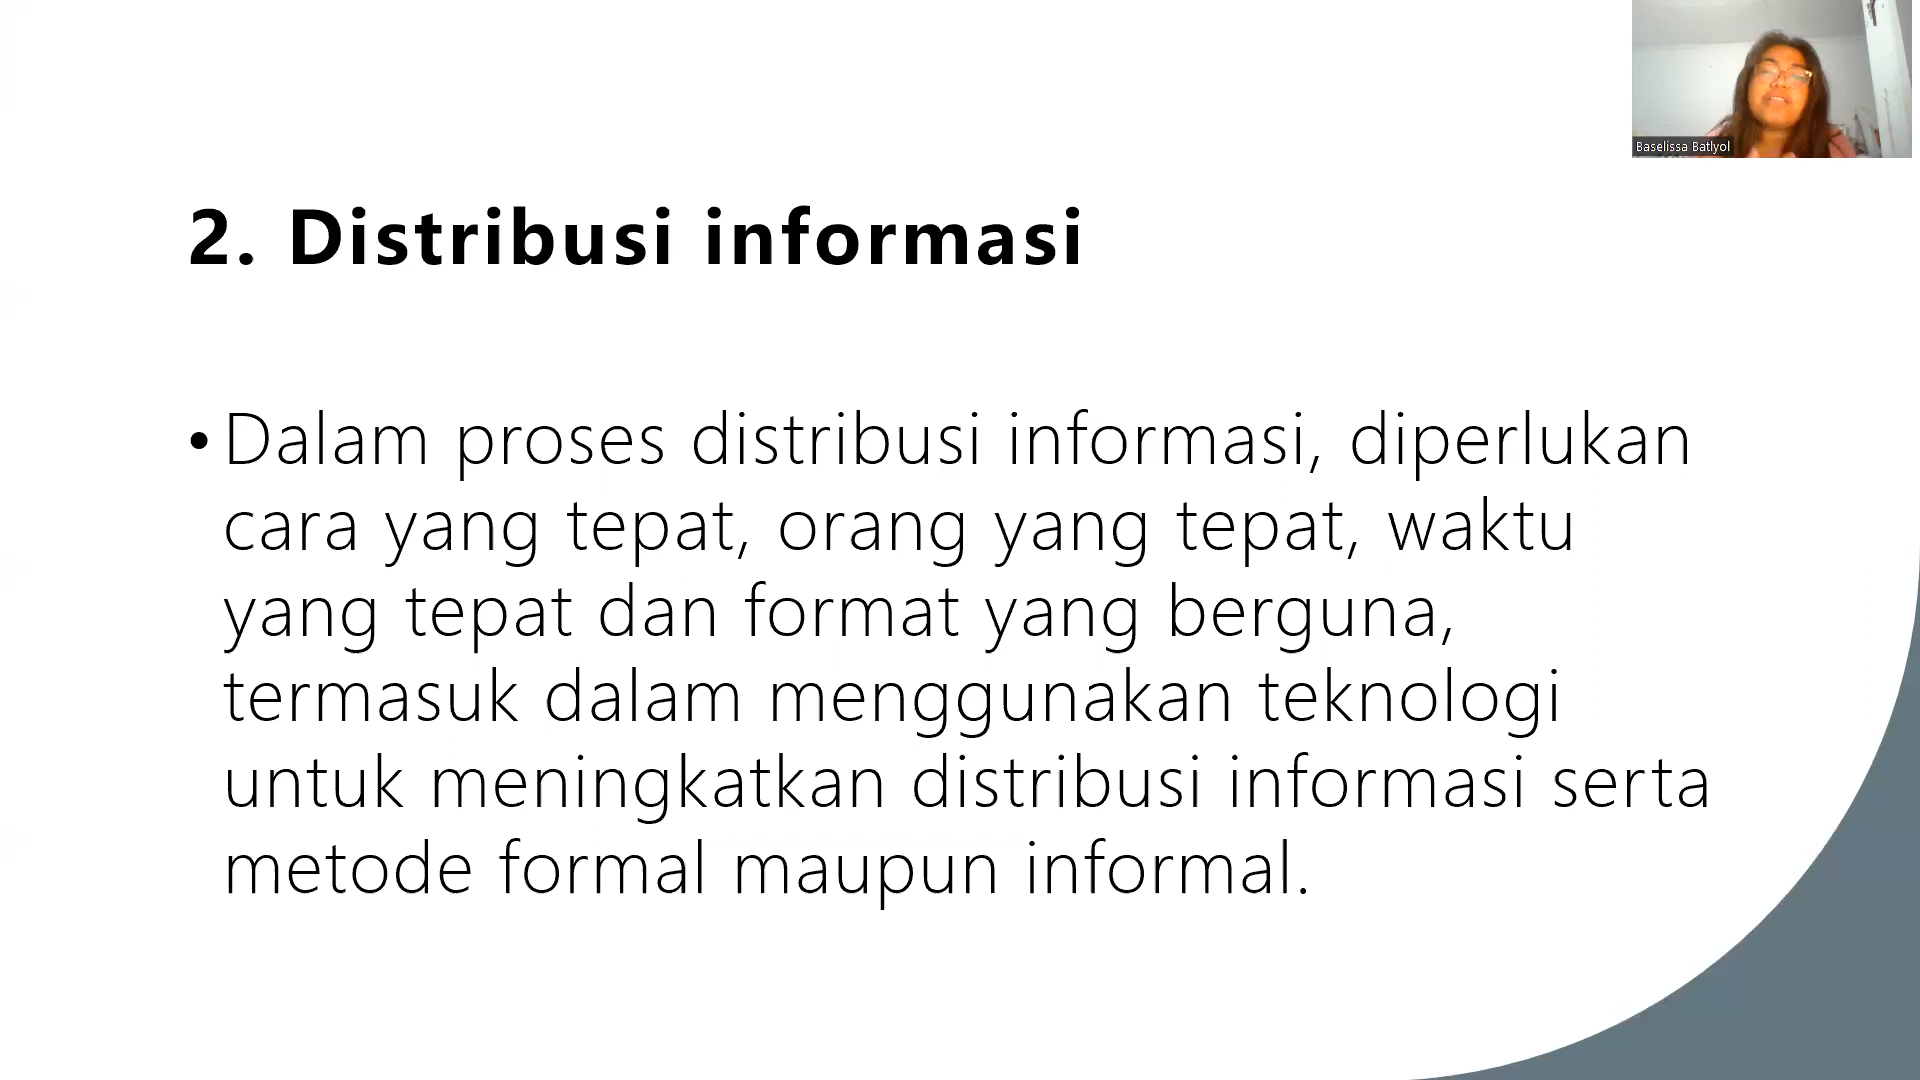 Baselissa Batlyol
2. Distribusi informasi
• Dalam proses distribusi informasi, diperlukan
cara yang tepat, orang yang tepat, waktu
yang tepat dan format yang berguna,
termasuk dalam menggunakan teknologi
untuk meningkatkan distribusi informasi serta
metode formal maupun informal.